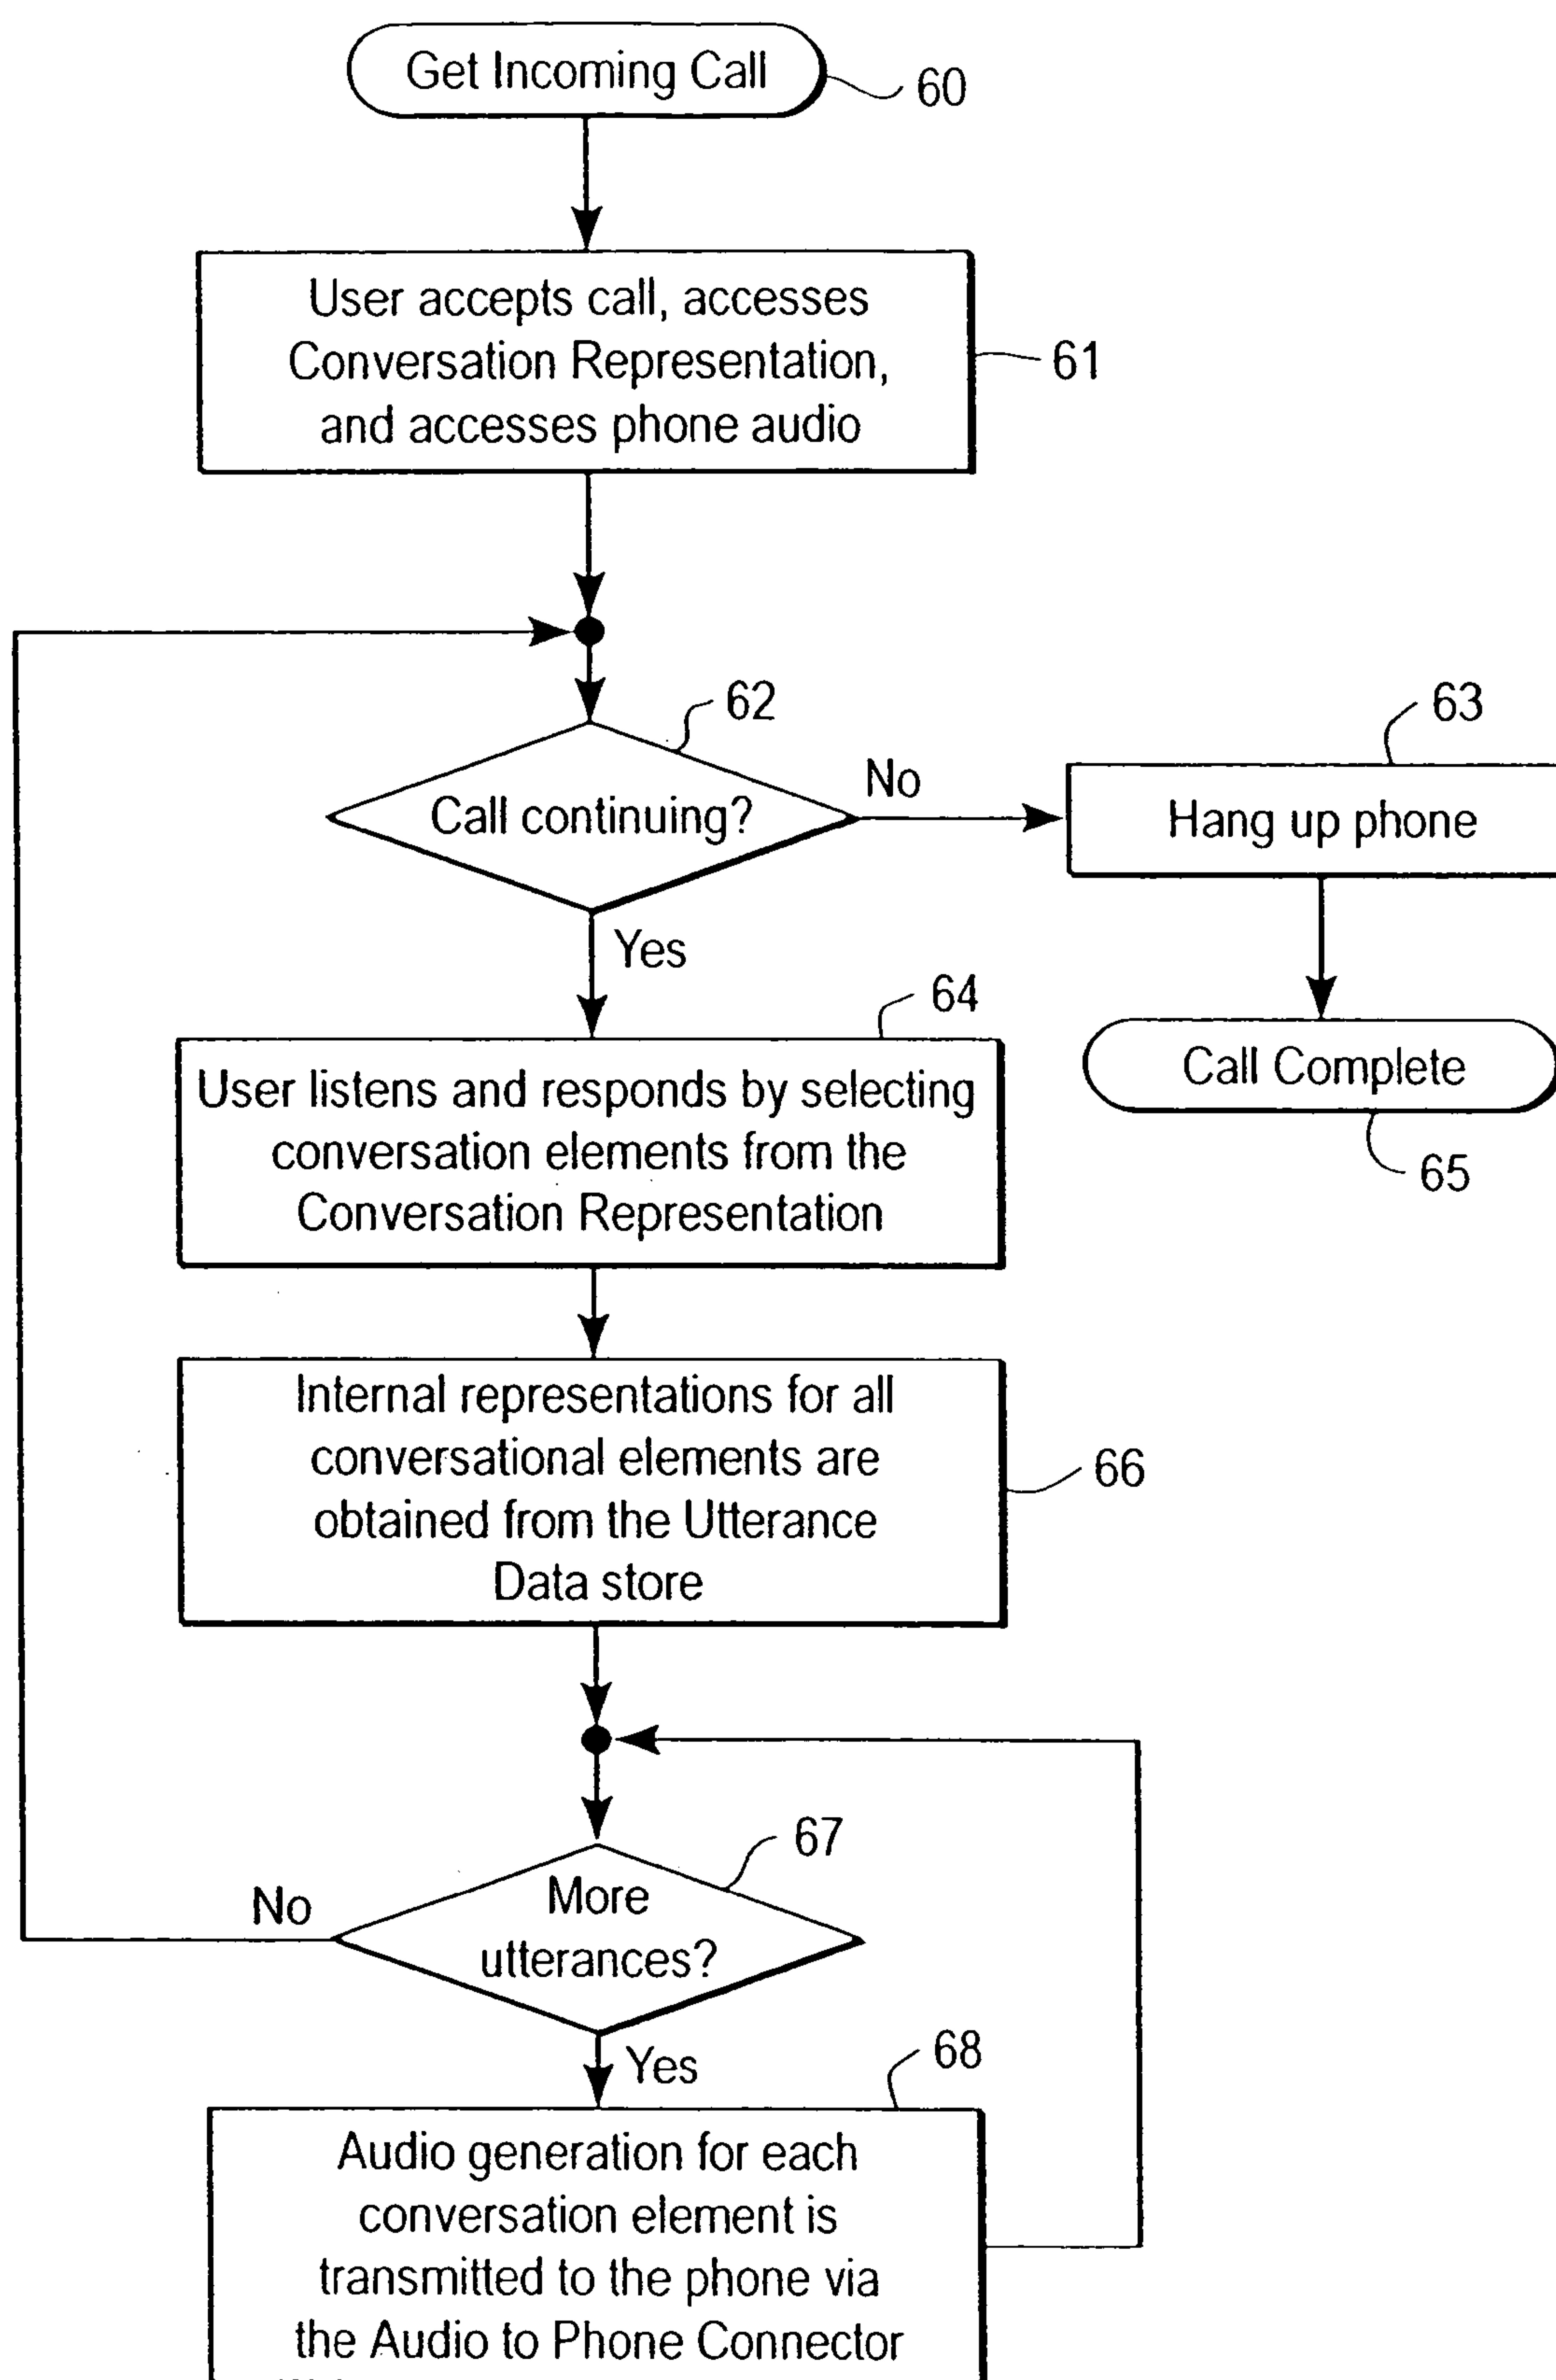 Get Incoming Call
60
User accepts call, accesses
Conversation Representation,
and accesses phone audio
61
62
Call continuing?
No
63
Hang up phone
Yes
64
User listens and responds by selecting
conversation elements from the
Conversation Representation
Call Complete
65
Internal representations for all
conversational elements are
obtained from the Utterance
Data store
66
67
More
utterances?
No
Yes
68
Audio generation for each
conversation element is
transmitted to the phone via
the Audio to Phone Connector